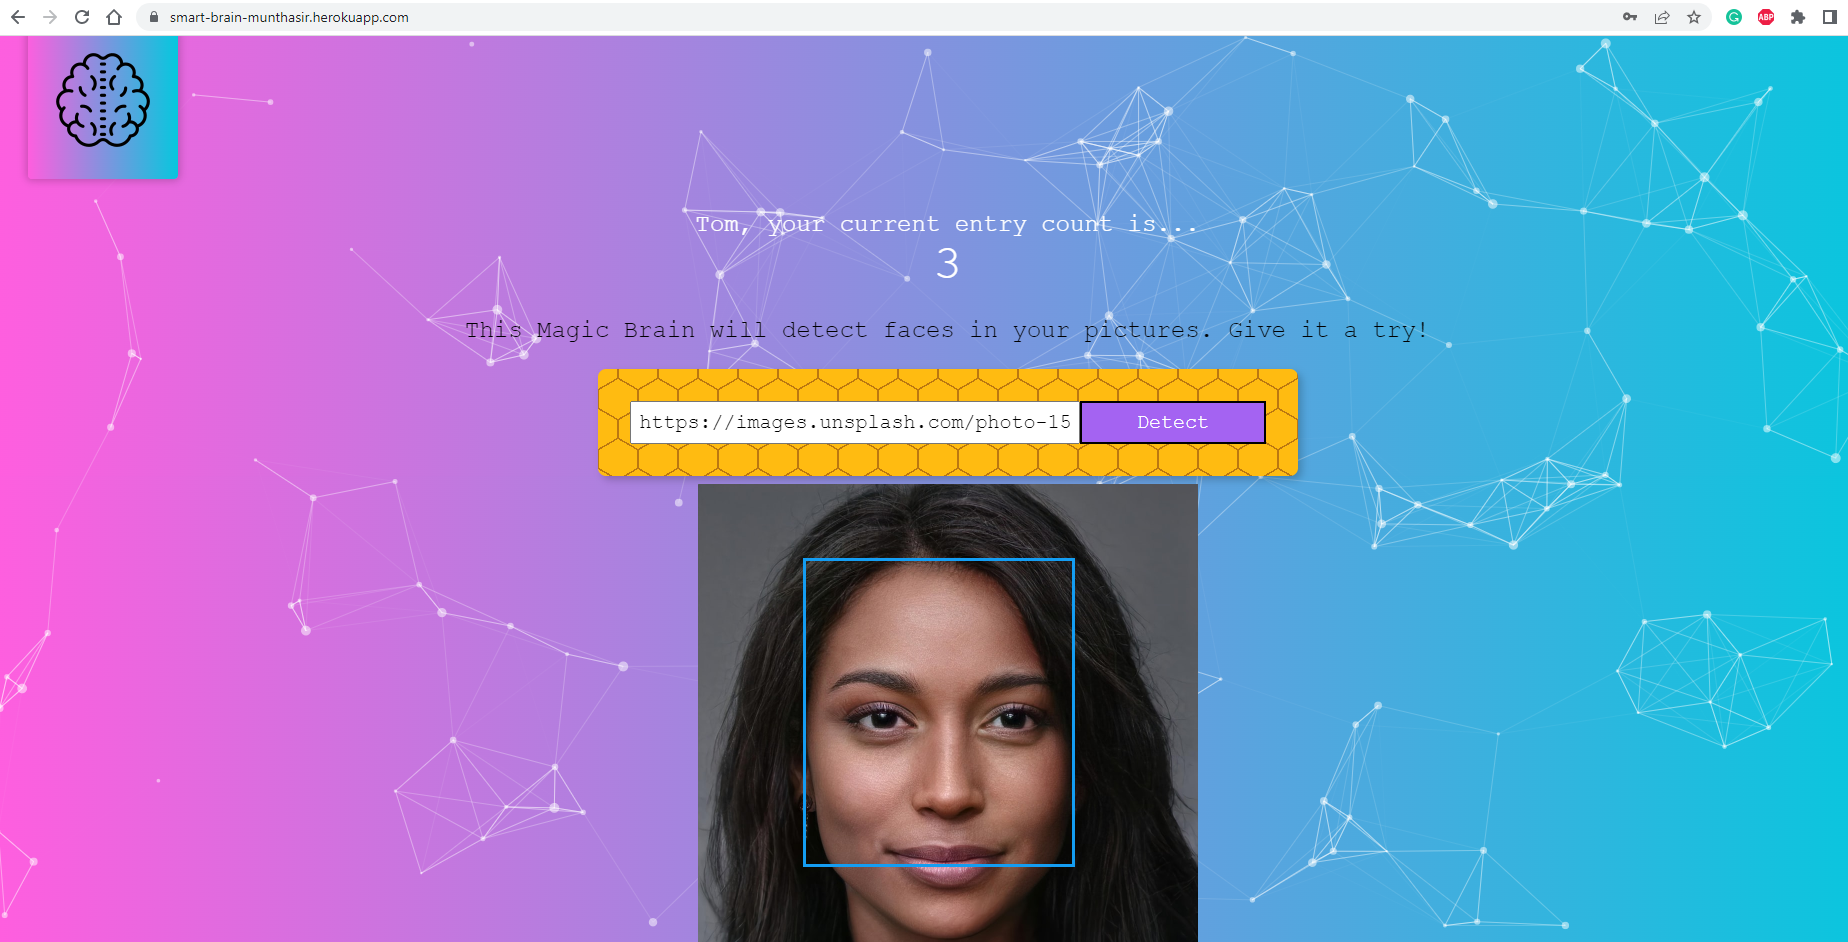 smart-brain-munthasir.herokuapp.com
ABP
Tom, your current entry count is...
3
This Magic Brain will detect faces in your pictures. Give it a try!
https://images.unsplash.com/photo-15
Detect